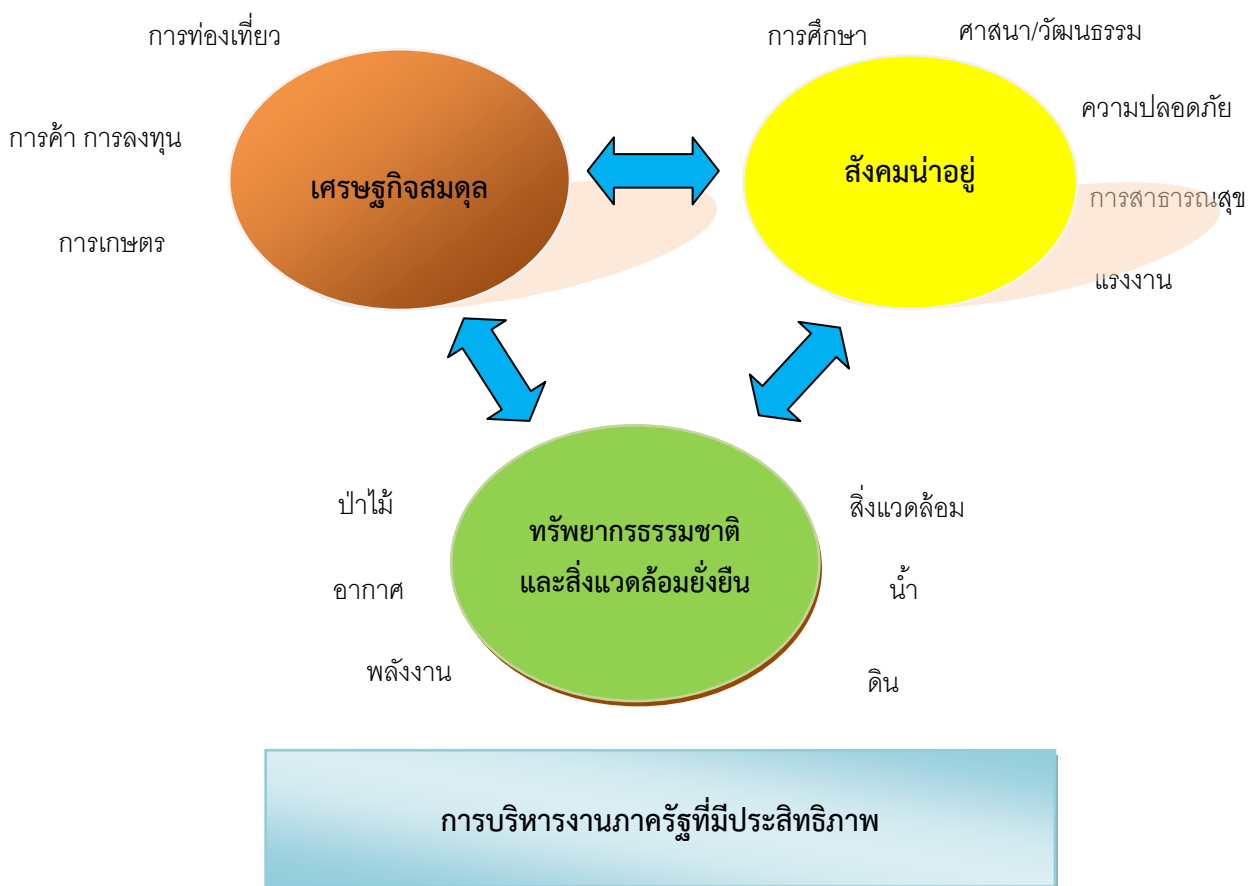 การท่องเที่ยว
การศึกษา
ศาสนา/วัฒนธรรม
การค้า การลงทุน
ความปลอดภัย
เศรษฐกิจสมดุล
สังคมน่าอยู่
การสาธารณสุข
การเกษตร
แรงงาน
ป่าไม้
สิ่งแวดล้อม
ทรัพยากรธรรมชาติ
และสิ่งแวดล้อมยั่งยืน
อากาศ
น้ำ
พลังงาน
ดิน
การบริหารงานภาครัฐที่มีประสิทธิภาพ